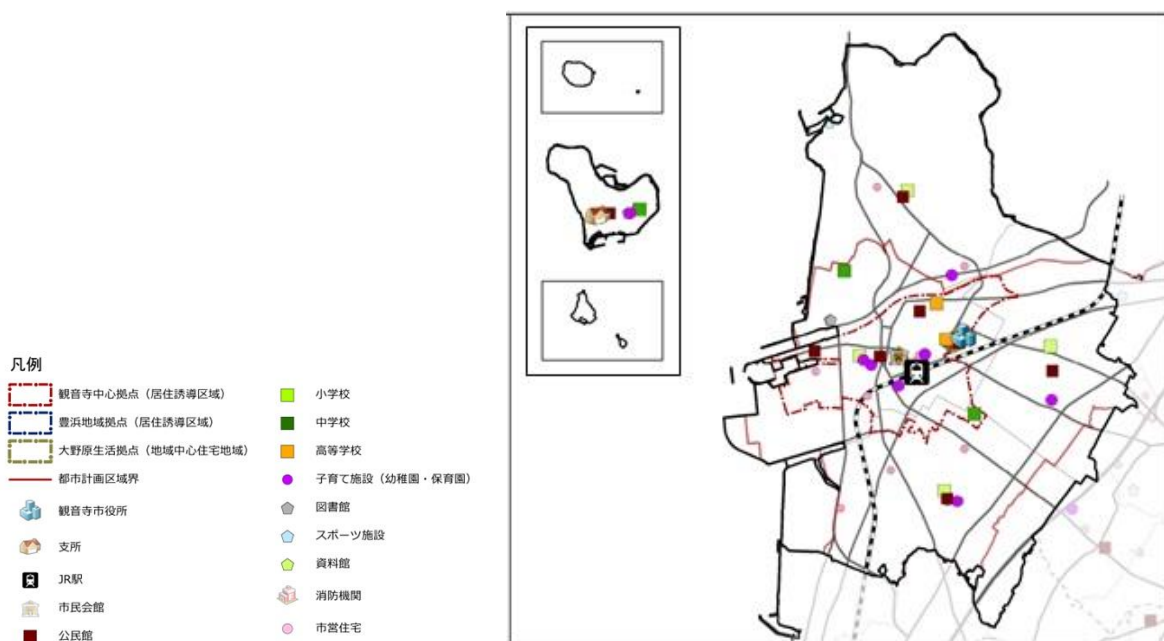 凡例
観音寺中心拠点（居住誘導区域）
豊浜地域拠点（居住誘導区域）
大野原生活拠点（地域中心住宅地域）
都市計画区域界
観音寺市役所
支所
JR駅
市民会館
公民館
小学校
中学校
高等学校
子育て施設（幼稚園・保育園）
図書館
スポーツ施設
資料館
消防機関
市営住宅